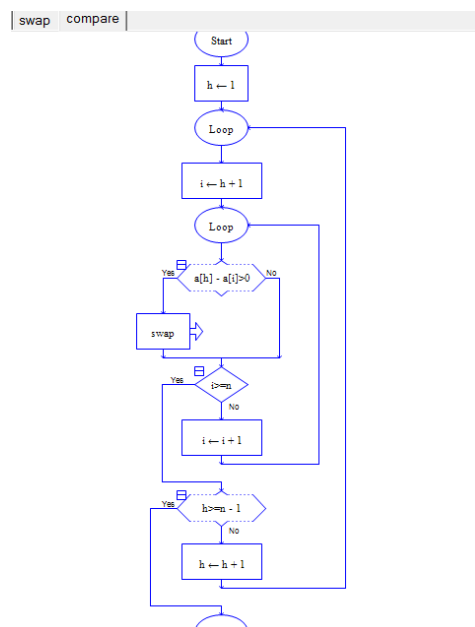 swap compare
Start
h ← 1
Loop
i ← h + 1
Loop
Yes a[h] - a[i]>0 No
swap
Yes i>=n
No
i ← i + 1
Yes h>=n - 1
No
h ← h + 1